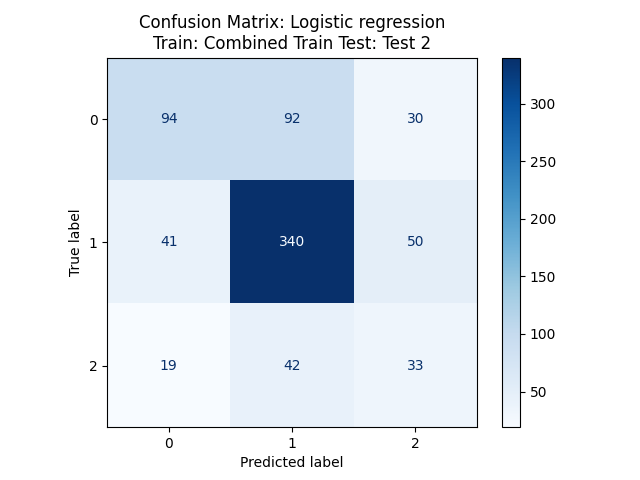 Confusion Matrix: Logistic regression
Train: Combined Train Test: Test 2
True label
0
94 92 30
1
41 340 50
2
19 42 33
0 1 2
Predicted label
300
250
200
150
100
50